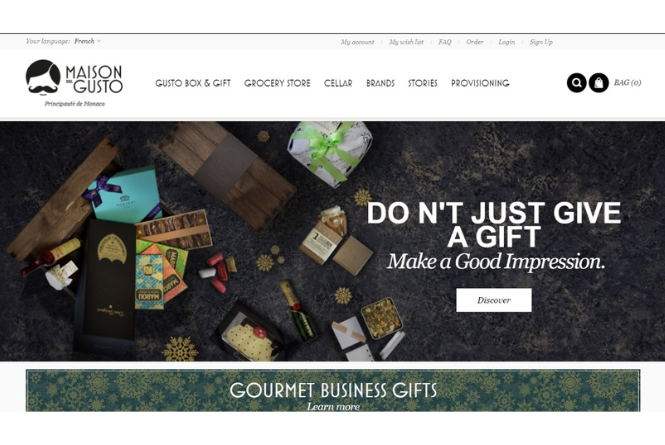 Your language: French
My account
My wish list
FAQ
Order
Login
Sign Up
MAISON
DEL
GUSTO
Principauté de Monaco
GUSTO BOX & GIFT
GROCERY STORE
CELLAR
BRANDS
STORIES
PROVISIONING
BAG (0)
DO N'T JUST GIVE
A GIFT
Make a Good Impression.
Discover
MAROU
GOURMET BUSINESS GIFTS
Learn more